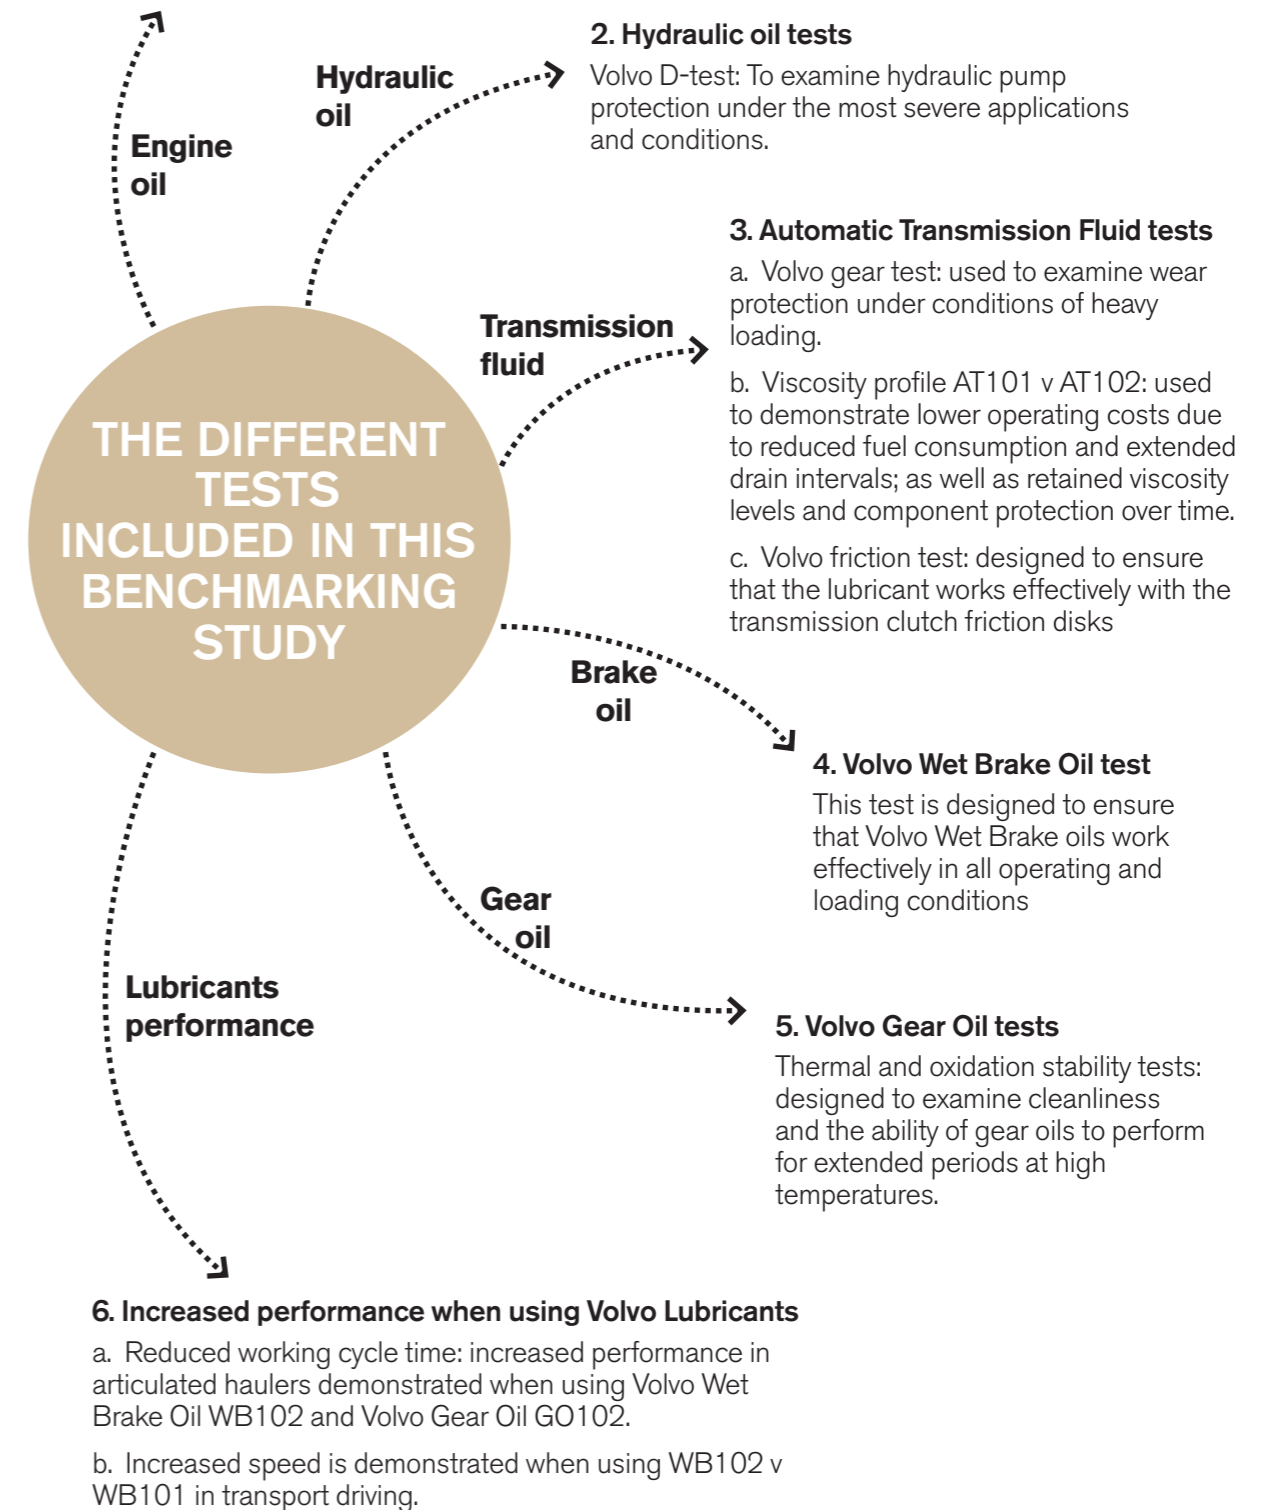 Engine
oil
Hydraulic
oil
2. Hydraulic oil tests
Volvo D-test: To examine hydraulic pump
protection under the most severe applications
and conditions.
Transmission
fluid
3. Automatic Transmission Fluid tests
a. Volvo gear test: used to examine wear
protection under conditions of heavy
loading.
b. Viscosity profile AT101 v AT102: used
to demonstrate lower operating costs due
to reduced fuel consumption and extended
drain intervals; as well as retained viscosity
levels and component protection over time.
c. Volvo friction test: designed to ensure
that the lubricant works effectively with the
transmission clutch friction disks
THE DIFFERENT
TESTS
INCLUDED IN THIS
BENCHMARKING
STUDY
Brake
oil
4. Volvo Wet Brake Oil test
This test is designed to ensure
that Volvo Wet Brake oils work
effectively in all operating and
loading conditions
Gear
oil
5. Volvo Gear Oil tests
Thermal and oxidation stability tests:
designed to examine cleanliness
and the ability of gear oils to perform
for extended periods at high
temperatures.
Lubricants
performance
6. Increased performance when using Volvo Lubricants
a. Reduced working cycle time: increased performance in
articulated haulers demonstrated when using Volvo Wet
Brake Oil WB102 and Volvo Gear Oil GO102.
b. Increased speed is demonstrated when using WB102 v
WB101 in transport driving.